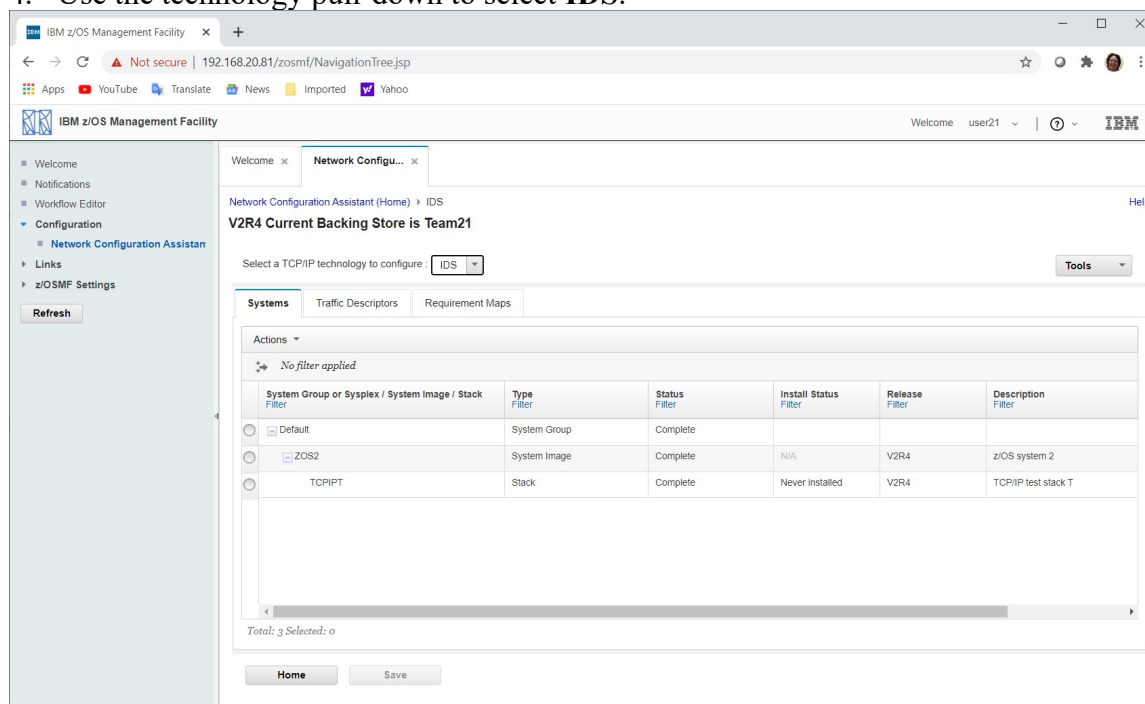 4. Use the technology pull-down to select IDS.
IBM z/OS Management Facility
Not secure | 192.168.20.81/zosmf/NavigationTree.jsp
Apps YouTube Translate News Imported Yahoo
IBM z/OS Management Facility Welcome user21 IBM
Welcome
Notifications
Workflow Editor
Configuration
Network Configuration Assistan
Links
z/OSMF Settings
Refresh
Welcome Network Configu...
Network Configuration Assistant (Home) IDS Hel
V2R4 Current Backing Store is Team21
Select a TCP/IP technology to configure : IDS Tools
Systems Traffic Descriptors Requirement Maps
Actions
No filter applied
System Group or Sysplex / System Image / Stack Type Status Install Status Release Description
Filter Filter Filter Filter Filter Filter
Default System Group Complete
ZOS2 System Image Complete N/A V2R4 z/OS system 2
TCPIPT Stack Complete Never installed V2R4 TCP/IP test stack T
Total: 3 Selected: 0
Home Save